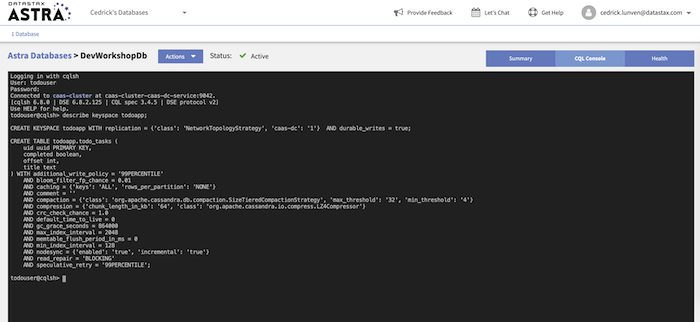 DATASTAX
ASTRA
Cedrick's Databases
Provide Feedback
Let's Chat
Get Help
cedrick.lunven@datastax.com
1 Database
Astra Databases > DevWorkshopDb
Actions
Status:
Active
Summary
CQL Console
Health
Logging in with cqlsh
User: todouser
Password:
Connected to caas-cluster at caas-cluster-caas-dc-service:9042.
[cqlsh 6.8.0 | DSE 6.8.2.125 | CQL spec 3.4.5 | DSE protocol v2]
Use HELP for help.
todouser@cqlsh> describe keyspace todoapp;
CREATE KEYSPACE todoapp WITH replication = {'class': 'NetworkTopologyStrategy', 'caas-dc': '1'}  AND durable_writes = true;
CREATE TABLE todoapp.todo_tasks (
    uid uuid PRIMARY KEY,
    completed boolean,
    offset int,
    title text
) WITH additional_write_policy = '99PERCENTILE'
    AND bloom_filter_fp_chance = 0.01
    AND caching = {'keys': 'ALL', 'rows_per_partition': 'NONE'}
    AND comment = ''
    AND compaction = {'class': 'org.apache.cassandra.db.compaction.SizeTieredCompactionStrategy', 'max_threshold': '32', 'min_threshold': '4'}
    AND compression = {'chunk_length_in_kb': '64', 'class': 'org.apache.cassandra.io.compress.LZ4Compressor'}
    AND crc_check_chance = 1.0
    AND default_time_to_live = 0
    AND gc_grace_seconds = 864000
    AND max_index_interval = 2048
    AND memtable_flush_period_in_ms = 0
    AND min_index_interval = 128
    AND nodesync = {'enabled': 'true', 'incremental': 'true'}
    AND read_repair = 'BLOCKING'
    AND speculative_retry = '99PERCENTILE';
todouser@cqlsh>